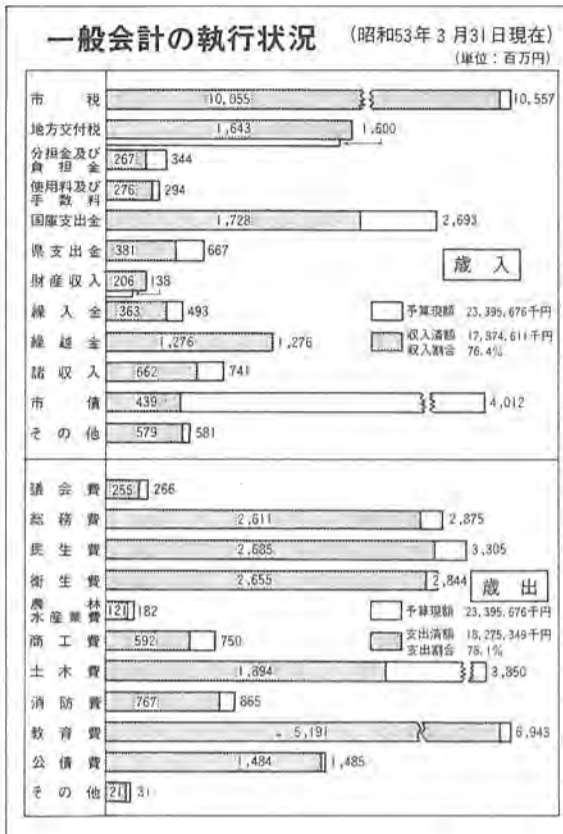 一般会計の執行状況 (昭和53年3月31日現在)
(単位:百万円)
市税 10,055 10,557
地方交付税 1,643 1,600
分担金及び負担金 267 344
使用料及び手数料 276 294
国庫支出金 1,728 2,693
県支出金 381 667
歳入
財産収入 206 138
繰入金 363 493
予算現額 23,395,676千円
繰越金 1,276 1,276
収入済額 17,874,611千円
収入割合 76.4%
諸収入 662 741
市債 439 4,012
その他 579 581
議会費 255 266
総務費 2,611 2,875
民生費 2,685 3,305
衛生費 2,655 2,844
歳出
農林水産業費 121 182
予算現額 23,395,676千円
商工費 592 750
支出済額 18,275,349千円
支出割合 78.1%
土木費 1,894 3,850
消防費 767 865
教育費 5,191 6,943
公債費 1,484 1,485
その他 21 31